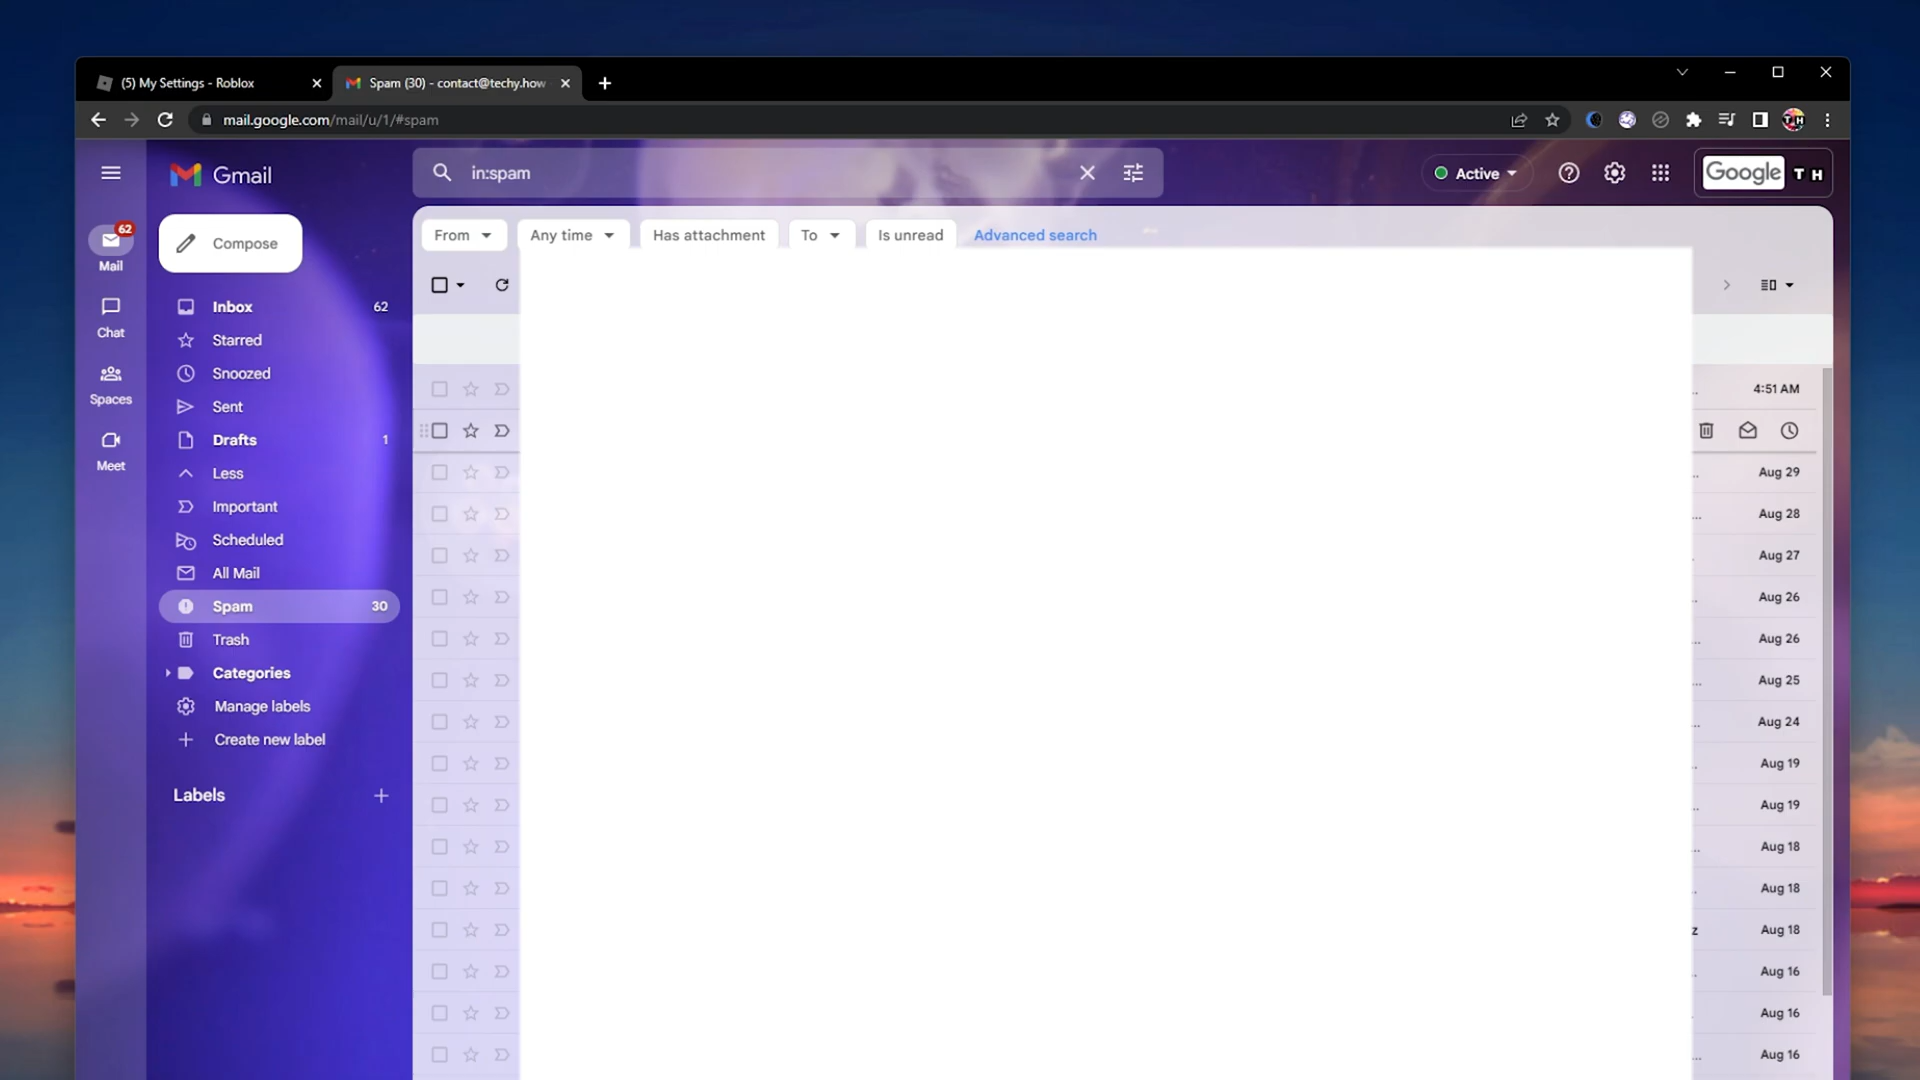 (5) My Settings - Roblox
Spam (30) - contact@techy.how
mail.google.com/mail/u/1/#spam
Gmail
in:spam
Active
Google
T H
62
Mail
Chat
Spaces
Meet
Compose
Inbox 62
Starred
Snoozed
Sent
Drafts 1
Less
Important
Scheduled
All Mail
Spam 30
Trash
Categories
Manage labels
Create new label
Labels
From
Any time
Has attachment
To
Is unread
Advanced search
4:51 AM
Aug 29
Aug 28
Aug 27
Aug 26
Aug 26
Aug 25
Aug 24
Aug 19
Aug 19
Aug 18
Aug 18
z Aug 18
Aug 16
Aug 16
Aug 16